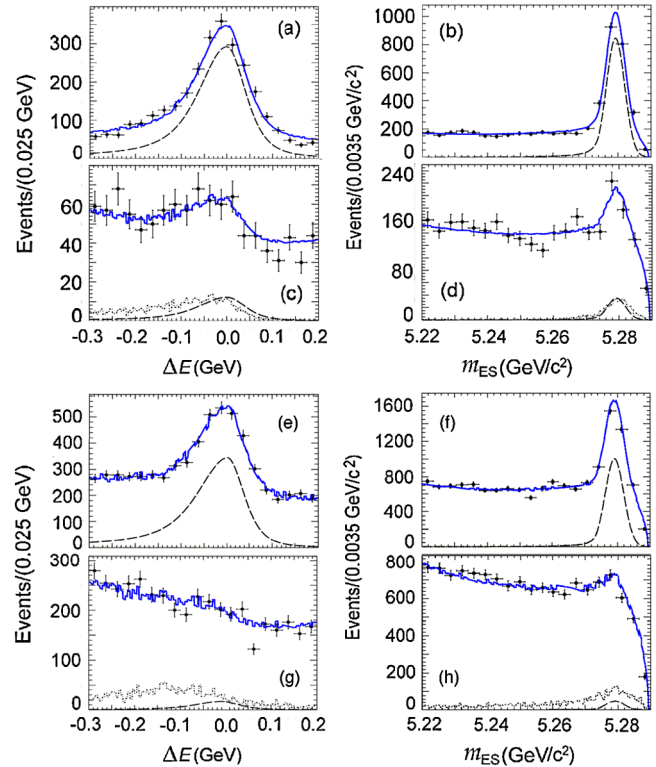 (a)
Events/(0.025 GeV)
300
200
100
0
(b)
Events/(0.0035 GeV/c2)
1000
800
600
400
200
0
(c)
60
40
20
0
-0.3 -0.2 -0.1 0.0 0.1 0.2
ΔE(GeV)
(d)
240
160
80
0
5.22 5.24 5.26 5.28
mES(GeV/c2)
(e)
Events/(0.025 GeV)
500
400
300
200
100
0
(f)
Events/(0.0035 GeV/c2)
1600
1200
800
400
0
(g)
300
200
100
0
-0.3 -0.2 -0.1 0.0 0.1 0.2
ΔE(GeV)
(h)
800
600
400
200
0
5.22 5.24 5.26 5.28
mES(GeV/c2)